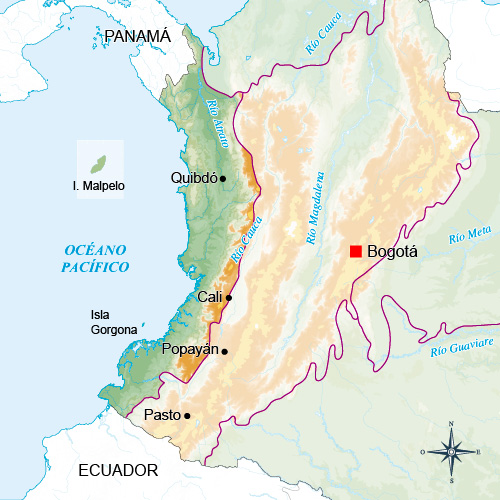 PANAMÁ
Río Cauca
Río Atrato
Quibdó
I. Malpelo
Río Magdalena
Río Cauca
Río Meta
OCÉANO
PACÍFICO
Bogotá
Cali
Isla
Gorgona
Popayán
Río Guaviare
Pasto
ECUADOR
N
O
E
S